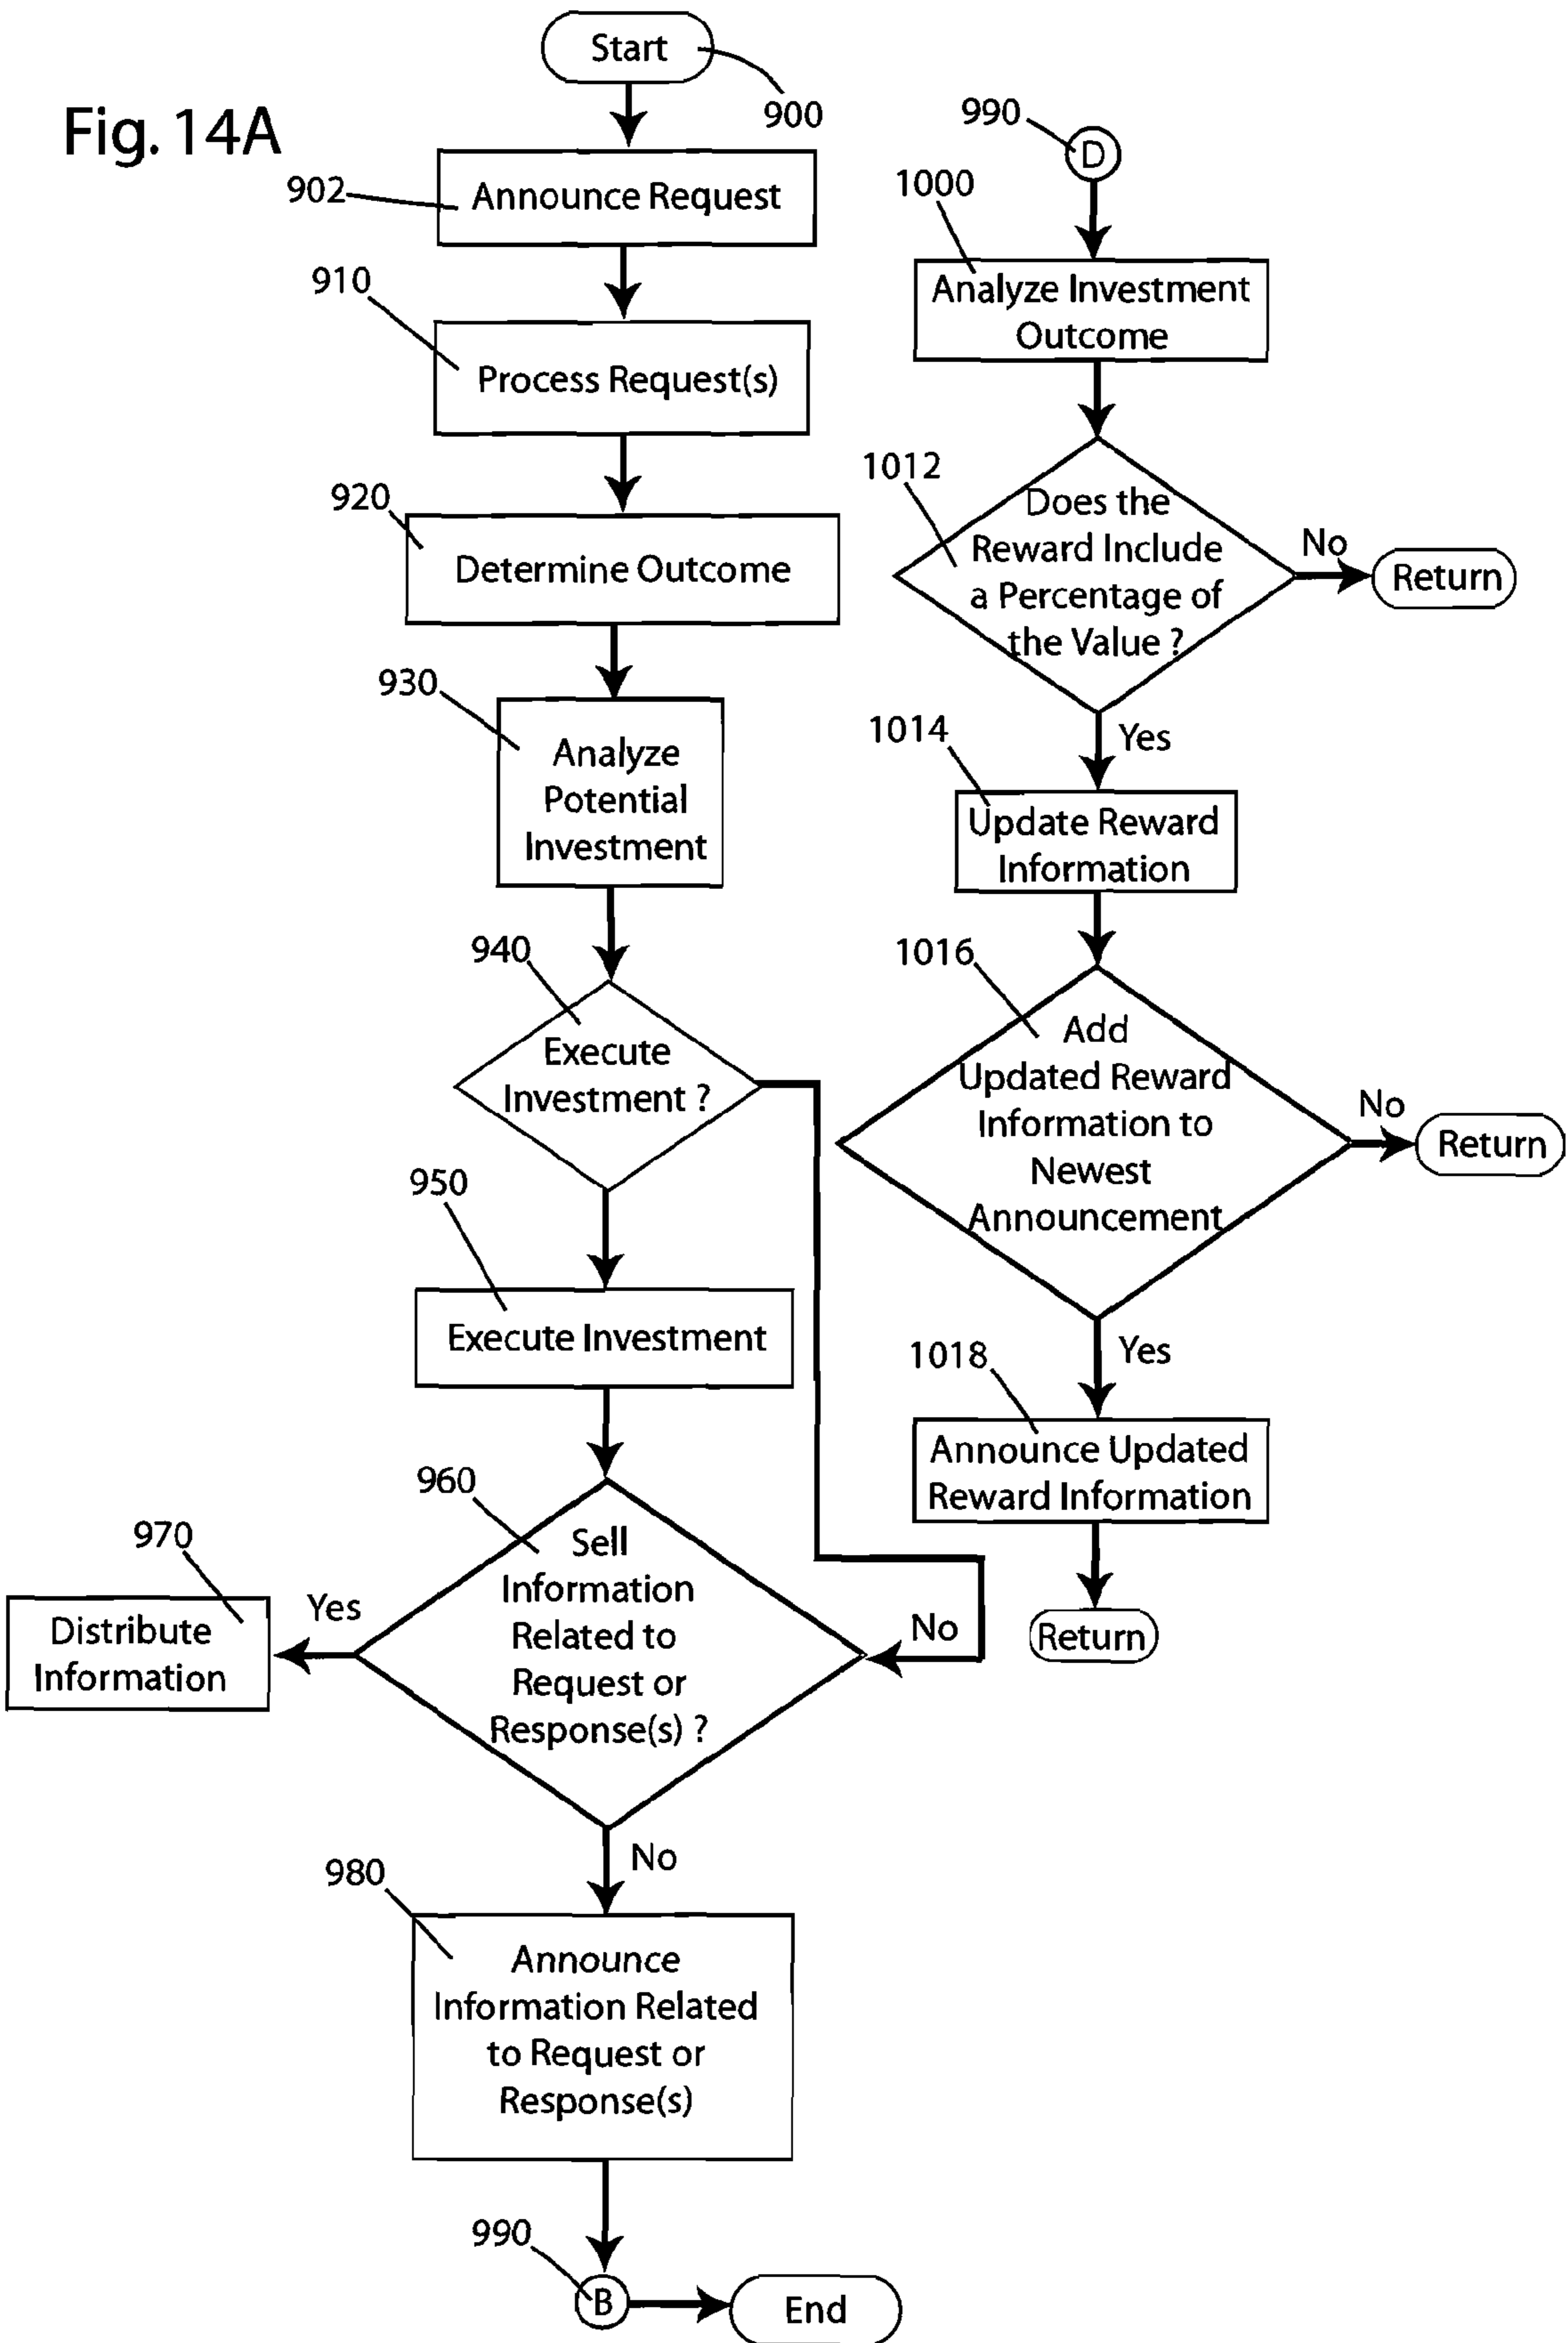 Fig. 14A
Start
900
902
Announce Request
910
Process Request(s)
920
Determine Outcome
930
Analyze
Potential
Investment
940
Execute
Investment ?
950
Execute Investment
960
Sell
Information
Related to
Request or
Response(s) ?
No
Yes
970
Distribute
Information
No
980
Announce
Information Related
to Request or
Response(s)
990
B
End
990
D
1000
Analyze Investment
Outcome
1012
Does the
Reward Include
a Percentage of
the Value ?
No
Return
Yes
1014
Update Reward
Information
1016
Add
Updated Reward
Information to
Newest
Announcement
No
Return
Yes
1018
Announce Updated
Reward Information
Return